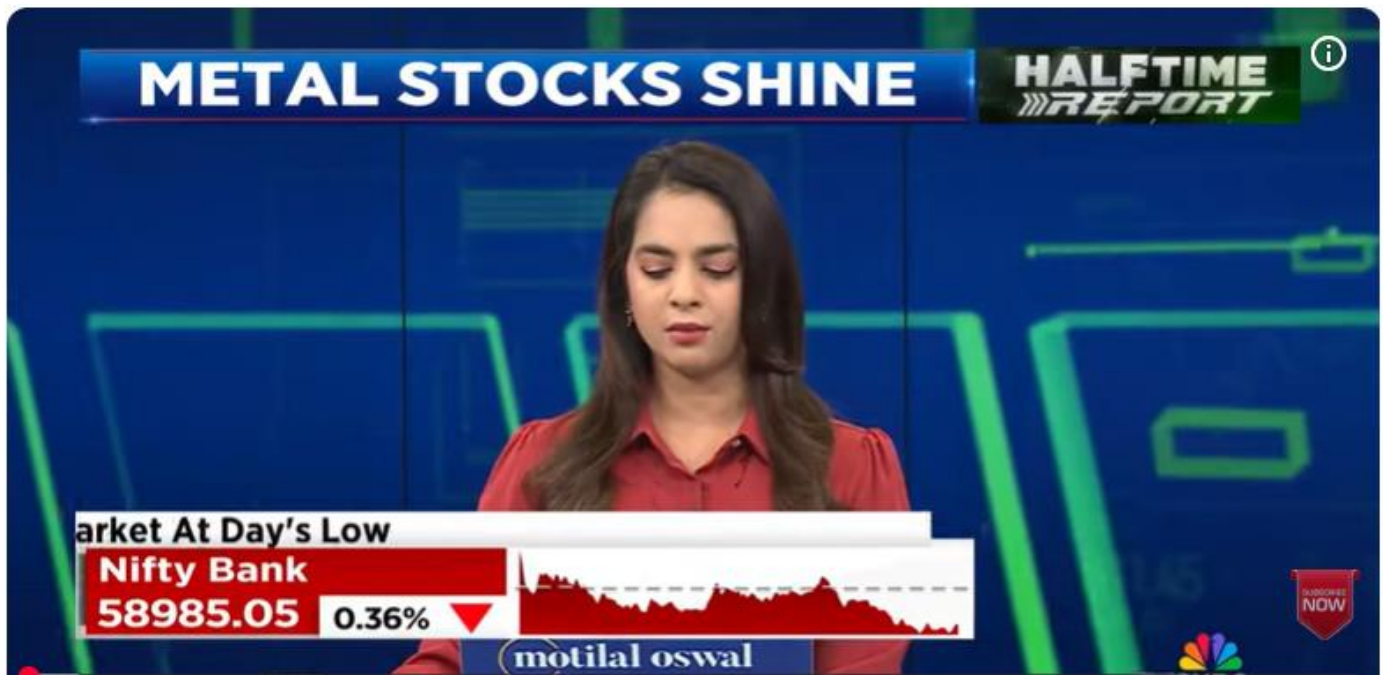 METAL STOCKS SHINE
HALFTIME
REPORT
arket At Day's Low
Nifty Bank
58985.05 0.36%
motilal oswal
SUBSCRIBE
NOW